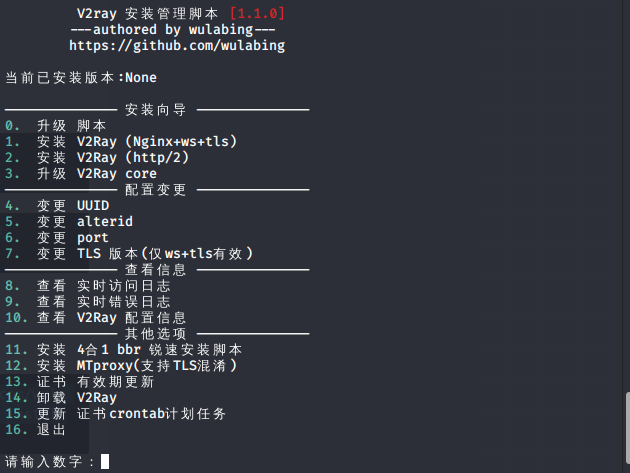 V2ray 安装管理脚本 [1.1.0]
---authored by wulabing---
https://github.com/wulabing
当前已安装版本:None
—————————————— 安装向导 ——————————————
0. 升级 脚本
1. 安装 V2Ray (Nginx+ws+tls)
2. 安装 V2Ray (http/2)
3. 升级 V2Ray core
—————————————— 配置变更 ——————————————
4. 变更 UUID
5. 变更 alterid
6. 变更 port
7. 变更 TLS 版本(仅ws+tls有效)
—————————————— 查看信息 ——————————————
8. 查看 实时访问日志
9. 查看 实时错误日志
10. 查看 V2Ray 配置信息
—————————————— 其他选项 ——————————————
11. 安装 4合1 bbr 锐速安装脚本
12. 安装 MTproxy(支持TLS混淆)
13. 证书 有效期更新
14. 卸载 V2Ray
15. 更新 证书crontab计划任务
16. 退出
请输入数字：